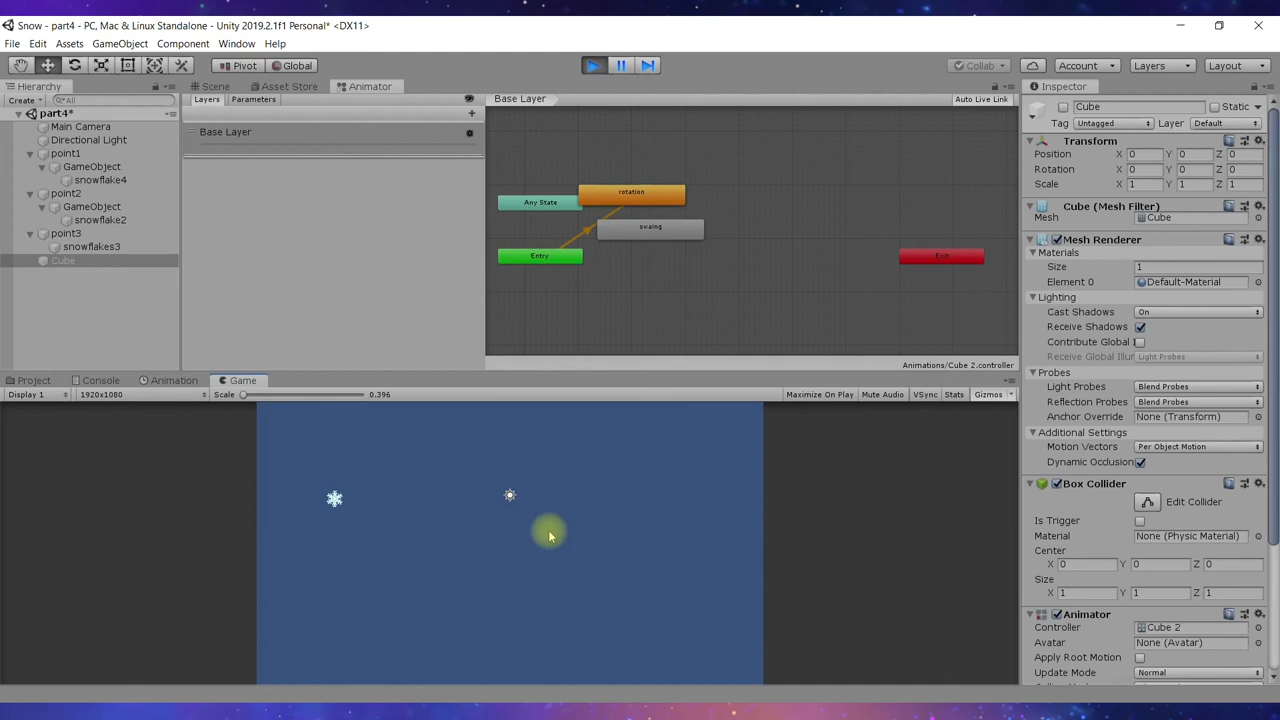 Snow - part4 - PC, Mac & Linux Standalone - Unity 2019.2.1f1 Personal* <DX11>
File Edit Assets GameObject Component Window Help
Pivot Global Collab Account Layers Layout
Hierarchy Scene Asset Store Animator Inspector
Create All Layers Parameters Base Layer Auto Live Link Cube Static
part4*
Tag Untagged Layer Default
Main Camera
Base Layer
Directional Light
Transform
point1
Position X 0 Y 0 Z 0
GameObject
Rotation X 0 Y 0 Z 0
snowflake4
Scale X 1 Y 1 Z 1
point2
rotation
Any State
GameObject
Cube (Mesh Filter)
snowflake2
Mesh Cube
swaing
point3
Mesh Renderer
snowflakes3
Materials
Entry
Exit
Cube
Size 1
Element 0 Default-Material
Lighting
Cast Shadows On
Receive Shadows
Contribute Global I
Receive Global Illur Light Probes
Animations/Cube 2.controller
Probes
Project Console Animation Game
Light Probes Blend Probes
Display 1 1920x1080 Scale 0.396 Maximize On Play Mute Audio VSync Stats Gizmos
Reflection Probes Blend Probes
Anchor Override None (Transform)
Additional Settings
Motion Vectors Per Object Motion
Dynamic Occlusion
Box Collider
Edit Collider
Is Trigger
Material None (Physic Material)
Center
X 0 Y 0 Z 0
Size
X 1 Y 1 Z 1
Animator
Controller Cube 2
Avatar None (Avatar)
Apply Root Motion
Update Mode Normal